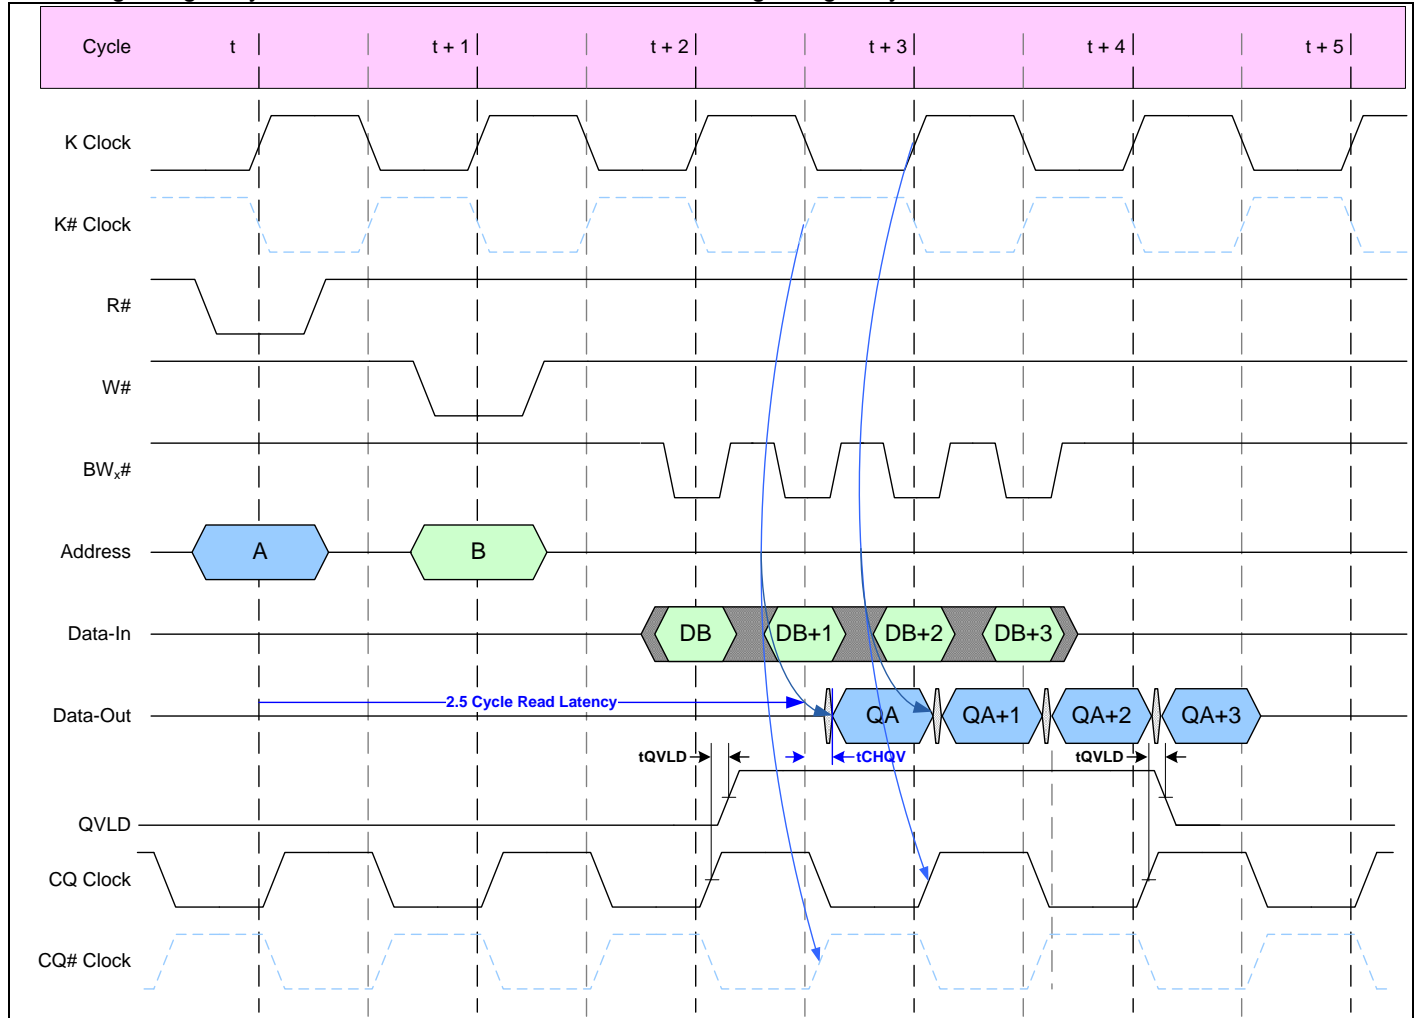 Cycle t t + 1 t + 2 t + 3 t + 4 t + 5
K Clock
K# Clock
R#
W#
BWx#
Address A B
Data-In DB DB+1 DB+2 DB+3
2.5 Cycle Read Latency
Data-Out QA QA+1 QA+2 QA+3
tQVLD tCHQV tQVLD
QVLD
CQ Clock
CQ# Clock